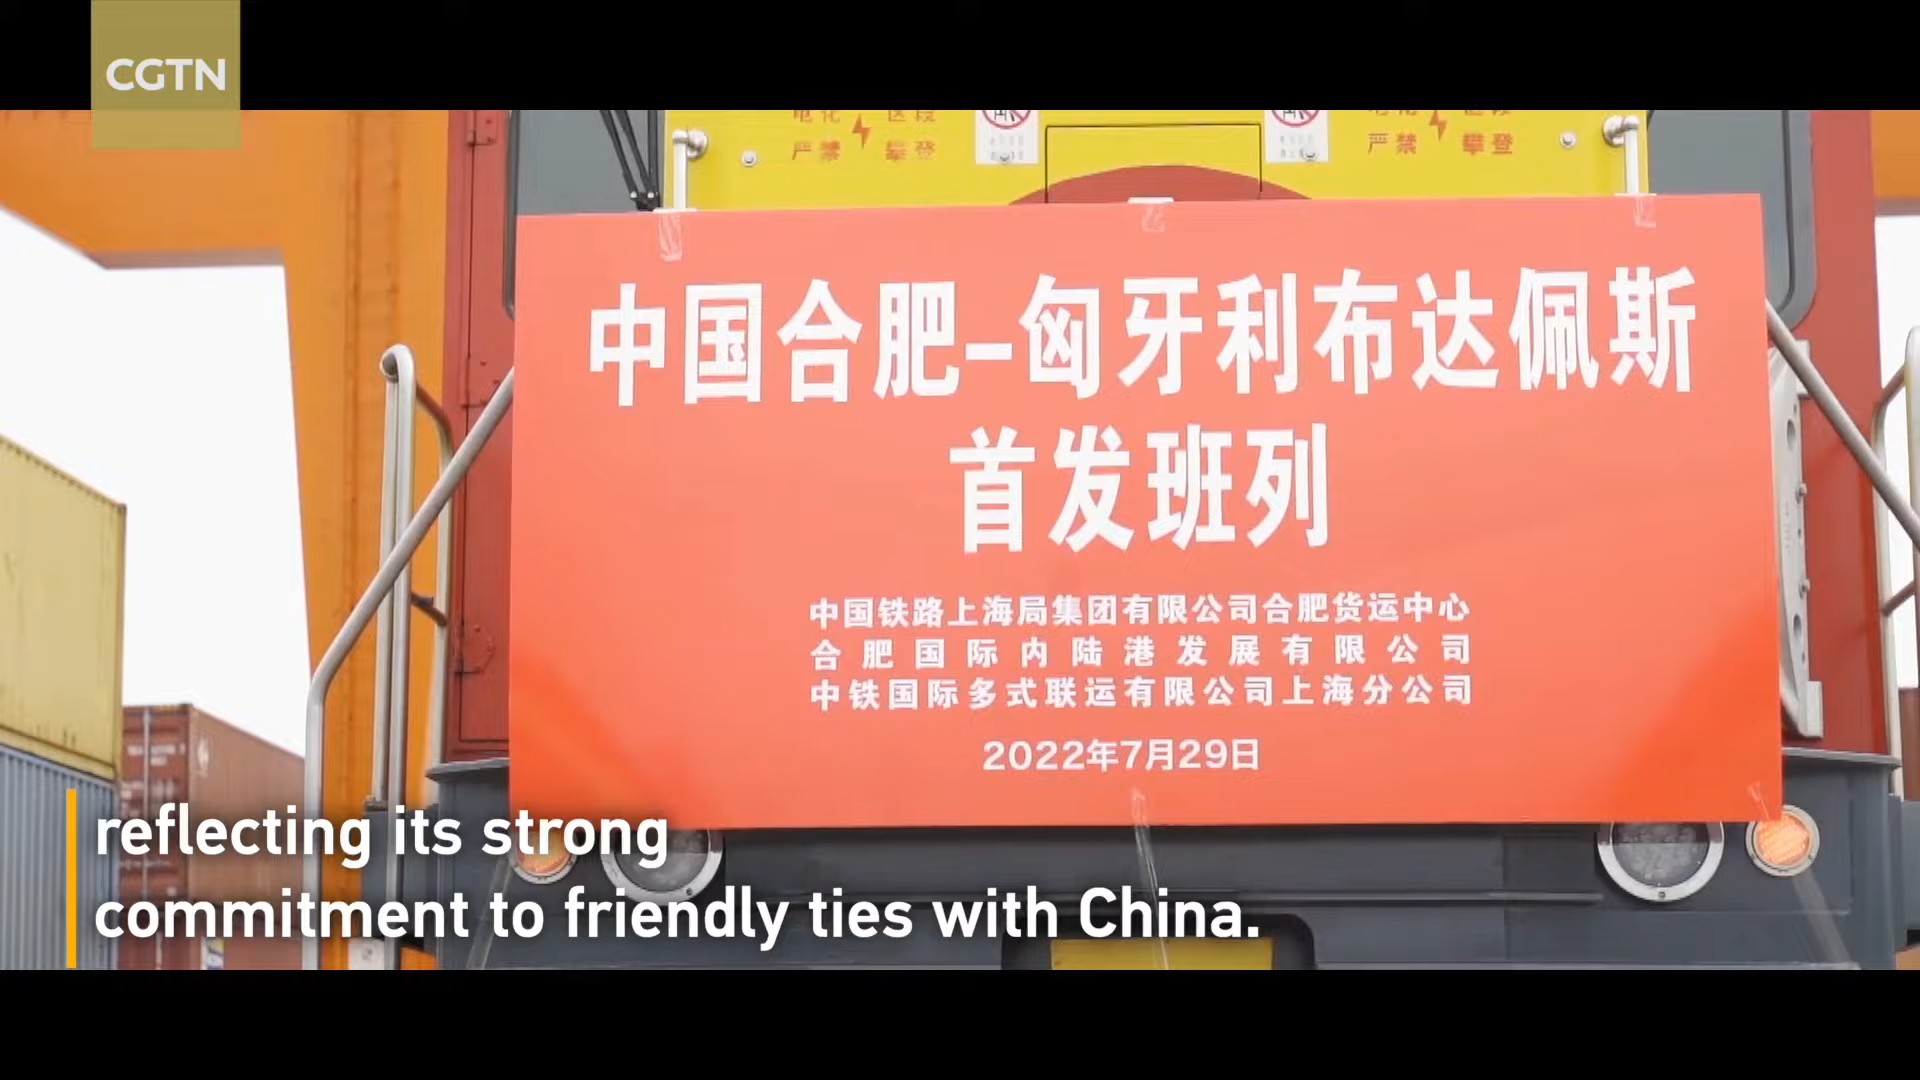 CGTN
电化 区段
严禁 攀登
严禁 攀登
中国合肥-匈牙利布达佩斯
首发班列
中国铁路上海局集团有限公司合肥货运中心
合肥国际内陆港发展有限公司
中铁国际多式联运有限公司上海分公司
2022年7月29日
reflecting its strong
commitment to friendly ties with China.